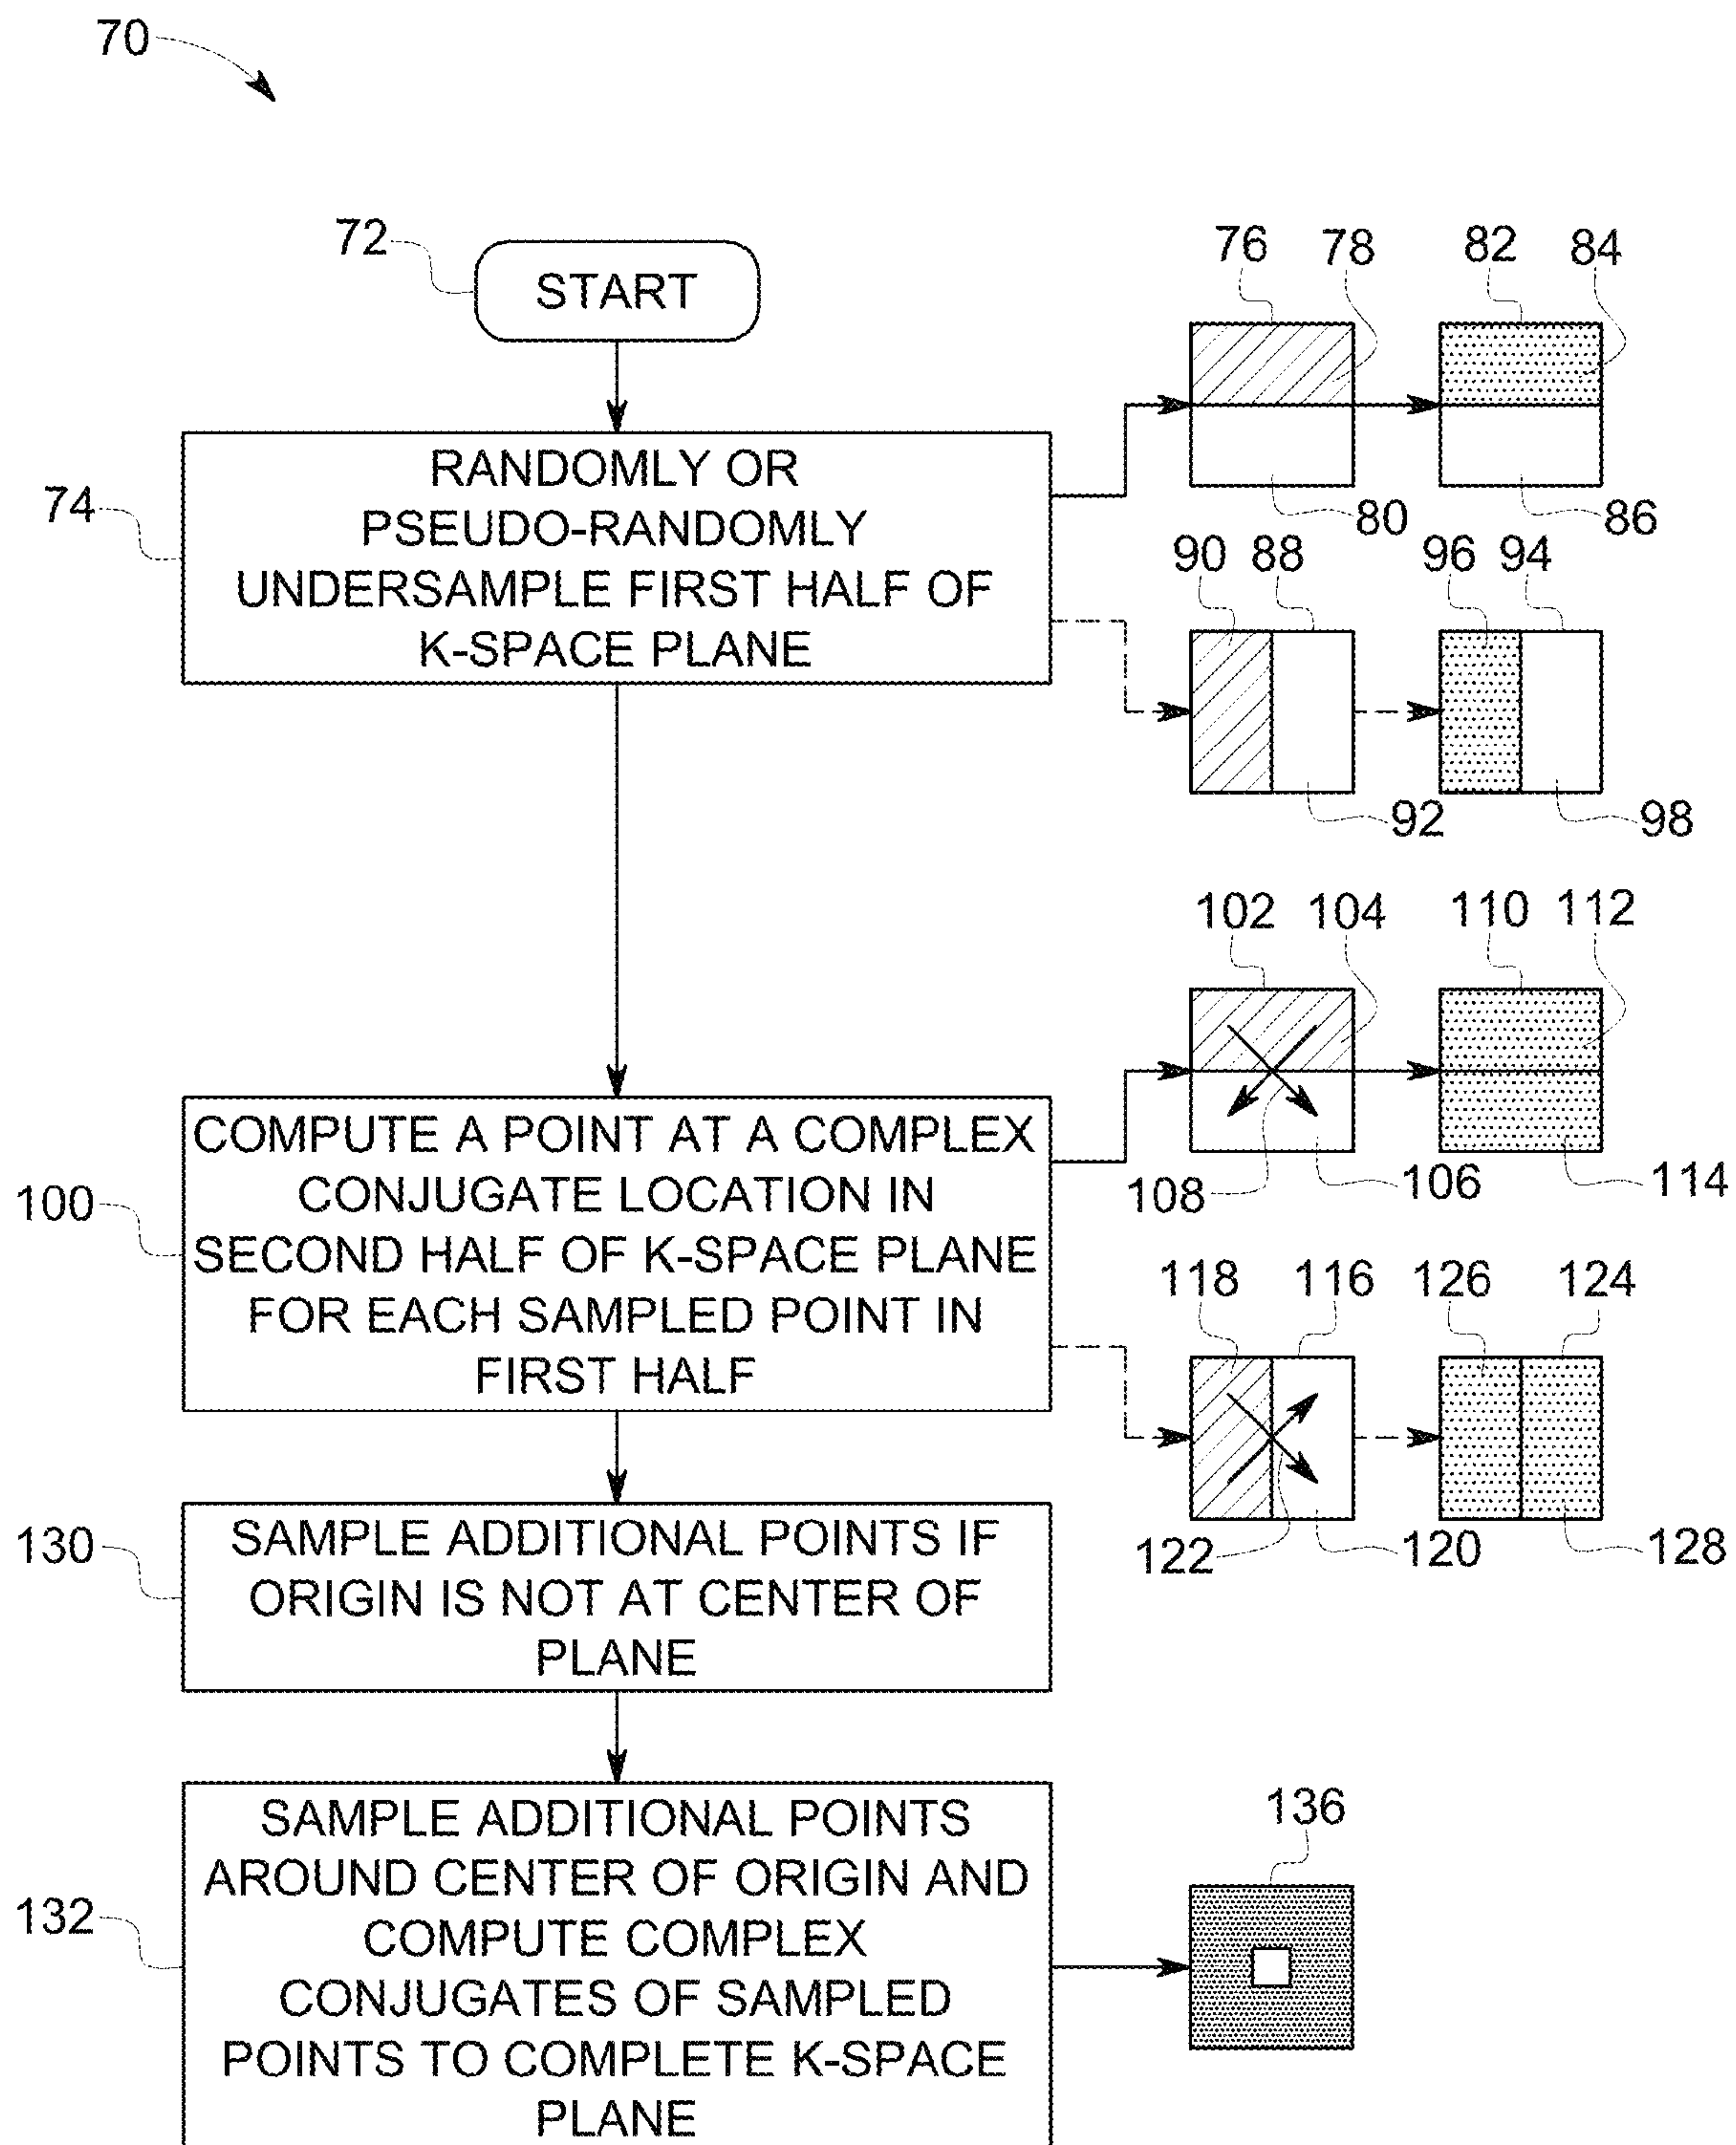 70
72
START
76
78
82
84
74
RANDOMLY OR
PSEUDO-RANDOMLY
UNDERSAMPLE FIRST HALF OF
K-SPACE PLANE
80
86
90
88
96
94
92
98
102
104
110
112
100
COMPUTE A POINT AT A COMPLEX
CONJUGATE LOCATION IN
SECOND HALF OF K-SPACE PLANE
FOR EACH SAMPLED POINT IN
FIRST HALF
108
106
114
118
116
126
124
122
120
128
130
SAMPLE ADDITIONAL POINTS IF
ORIGIN IS NOT AT CENTER OF
PLANE
132
SAMPLE ADDITIONAL POINTS
AROUND CENTER OF ORIGIN AND
COMPUTE COMPLEX
CONJUGATES OF SAMPLED
POINTS TO COMPLETE K-SPACE
PLANE
136